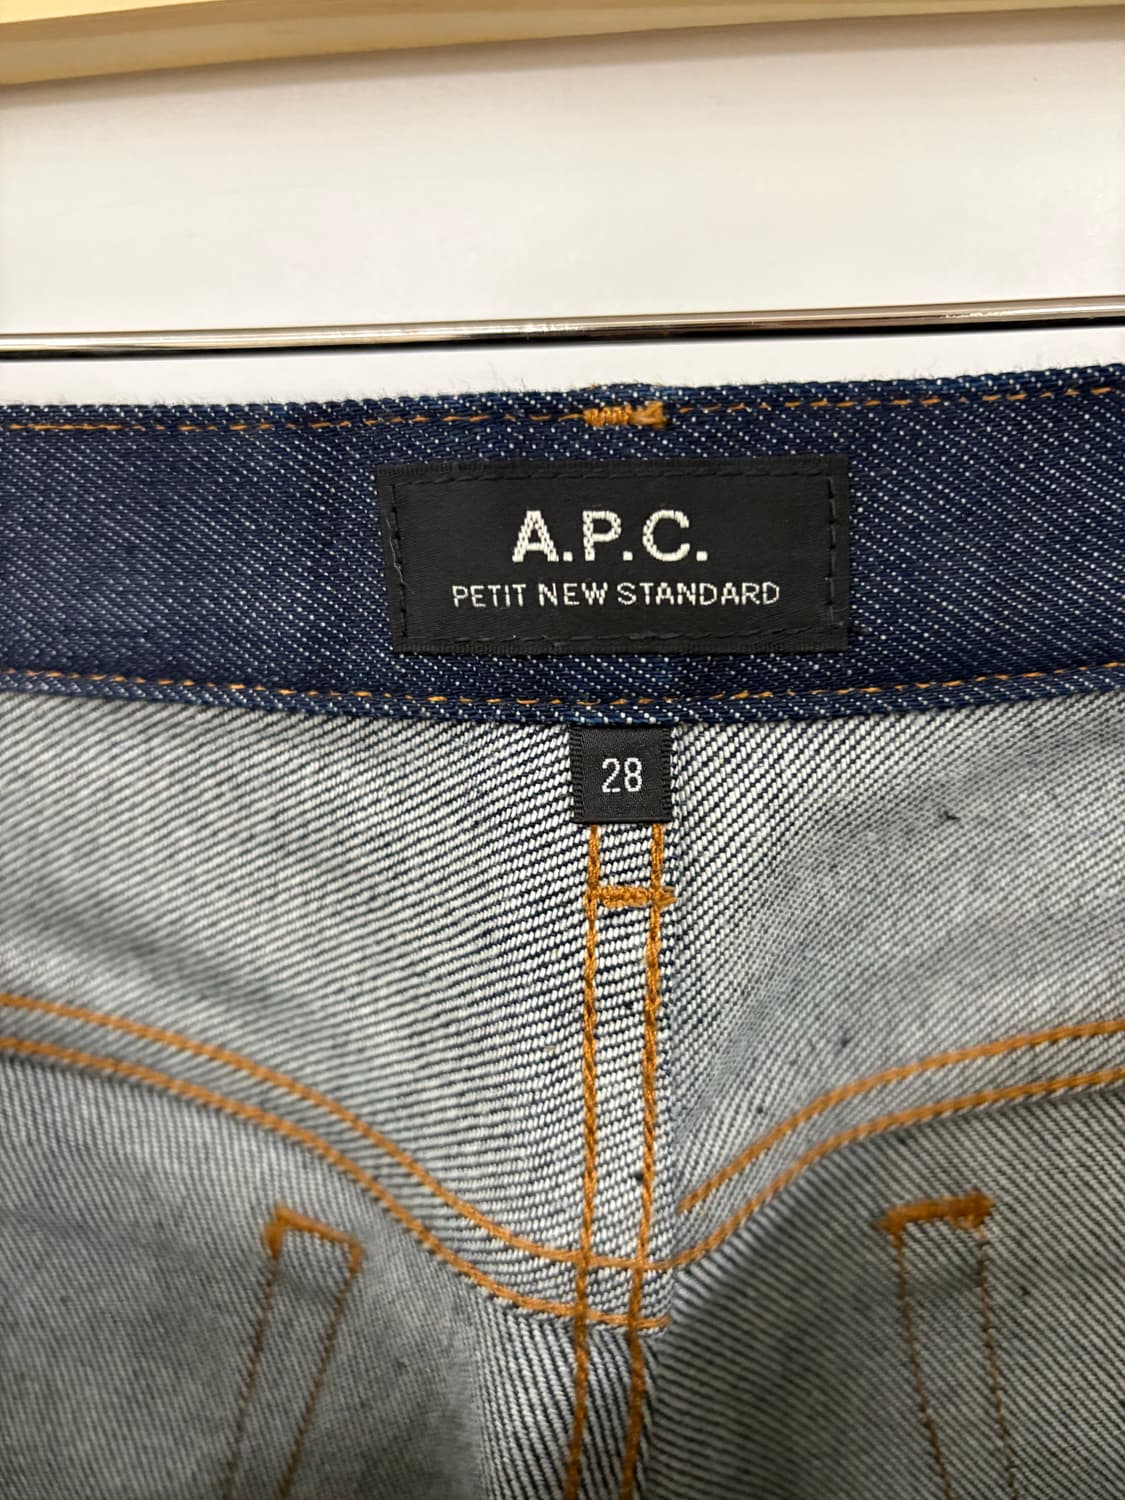 A.P.C.
PETIT NEW STANDARD
28